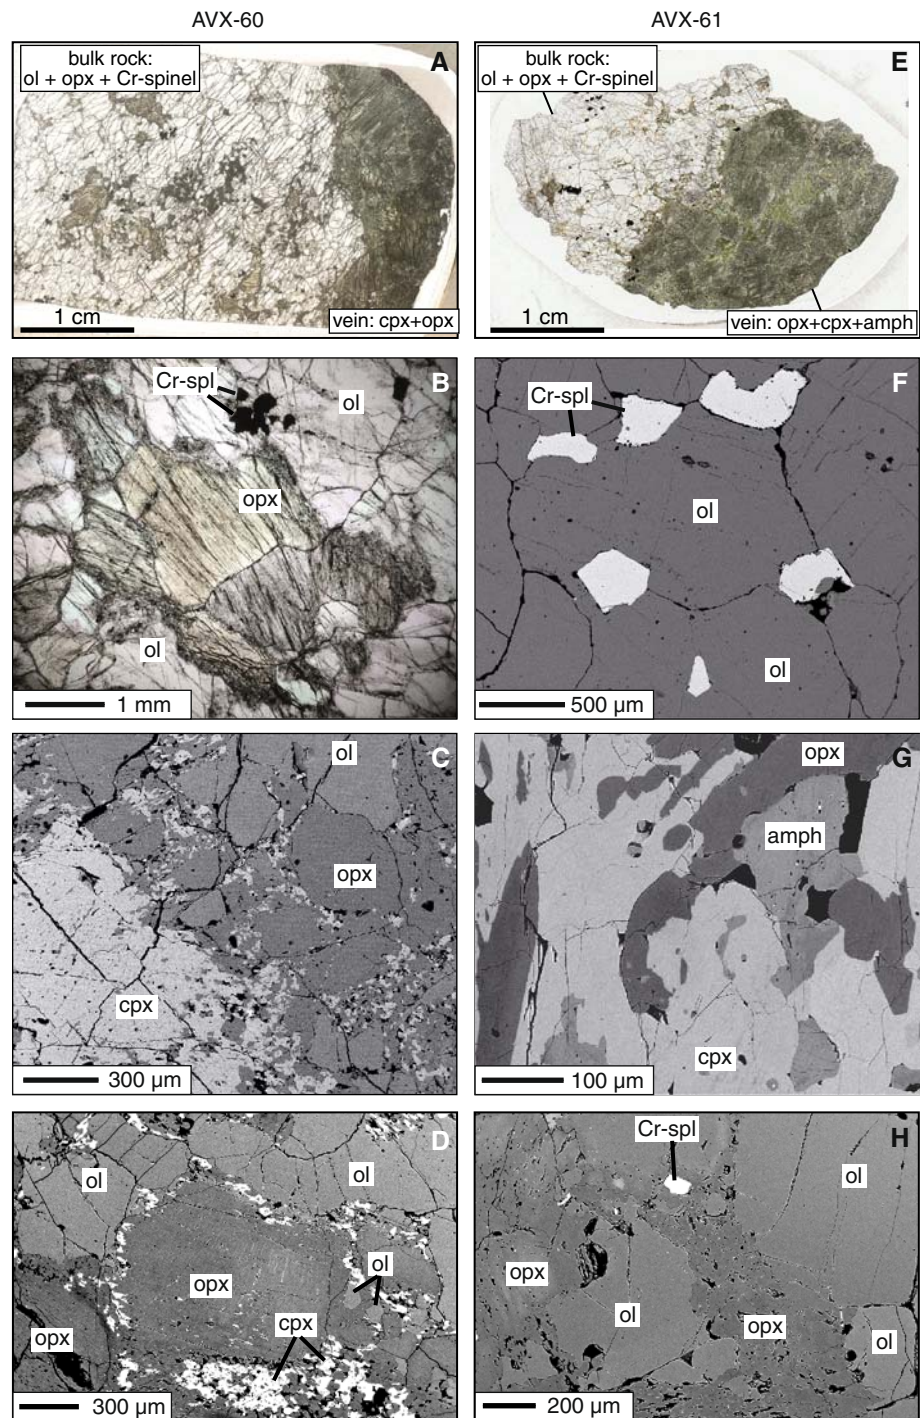 AVX-60
AVX-61
bulk rock:
ol + opx + Cr-spinel
A
vein: cpx+opx
1 cm
bulk rock:
ol + opx + Cr-spinel
E
1 cm
vein: opx+cpx+amph
Cr-spl
ol
B
opx
ol
1 mm
Cr-spl
F
ol
ol
500 µm
ol
C
opx
cpx
300 µm
opx
G
amph
cpx
100 µm
D
ol
ol
opx
ol
opx
cpx
300 µm
Cr-spl
H
ol
opx
ol
opx
ol
200 µm